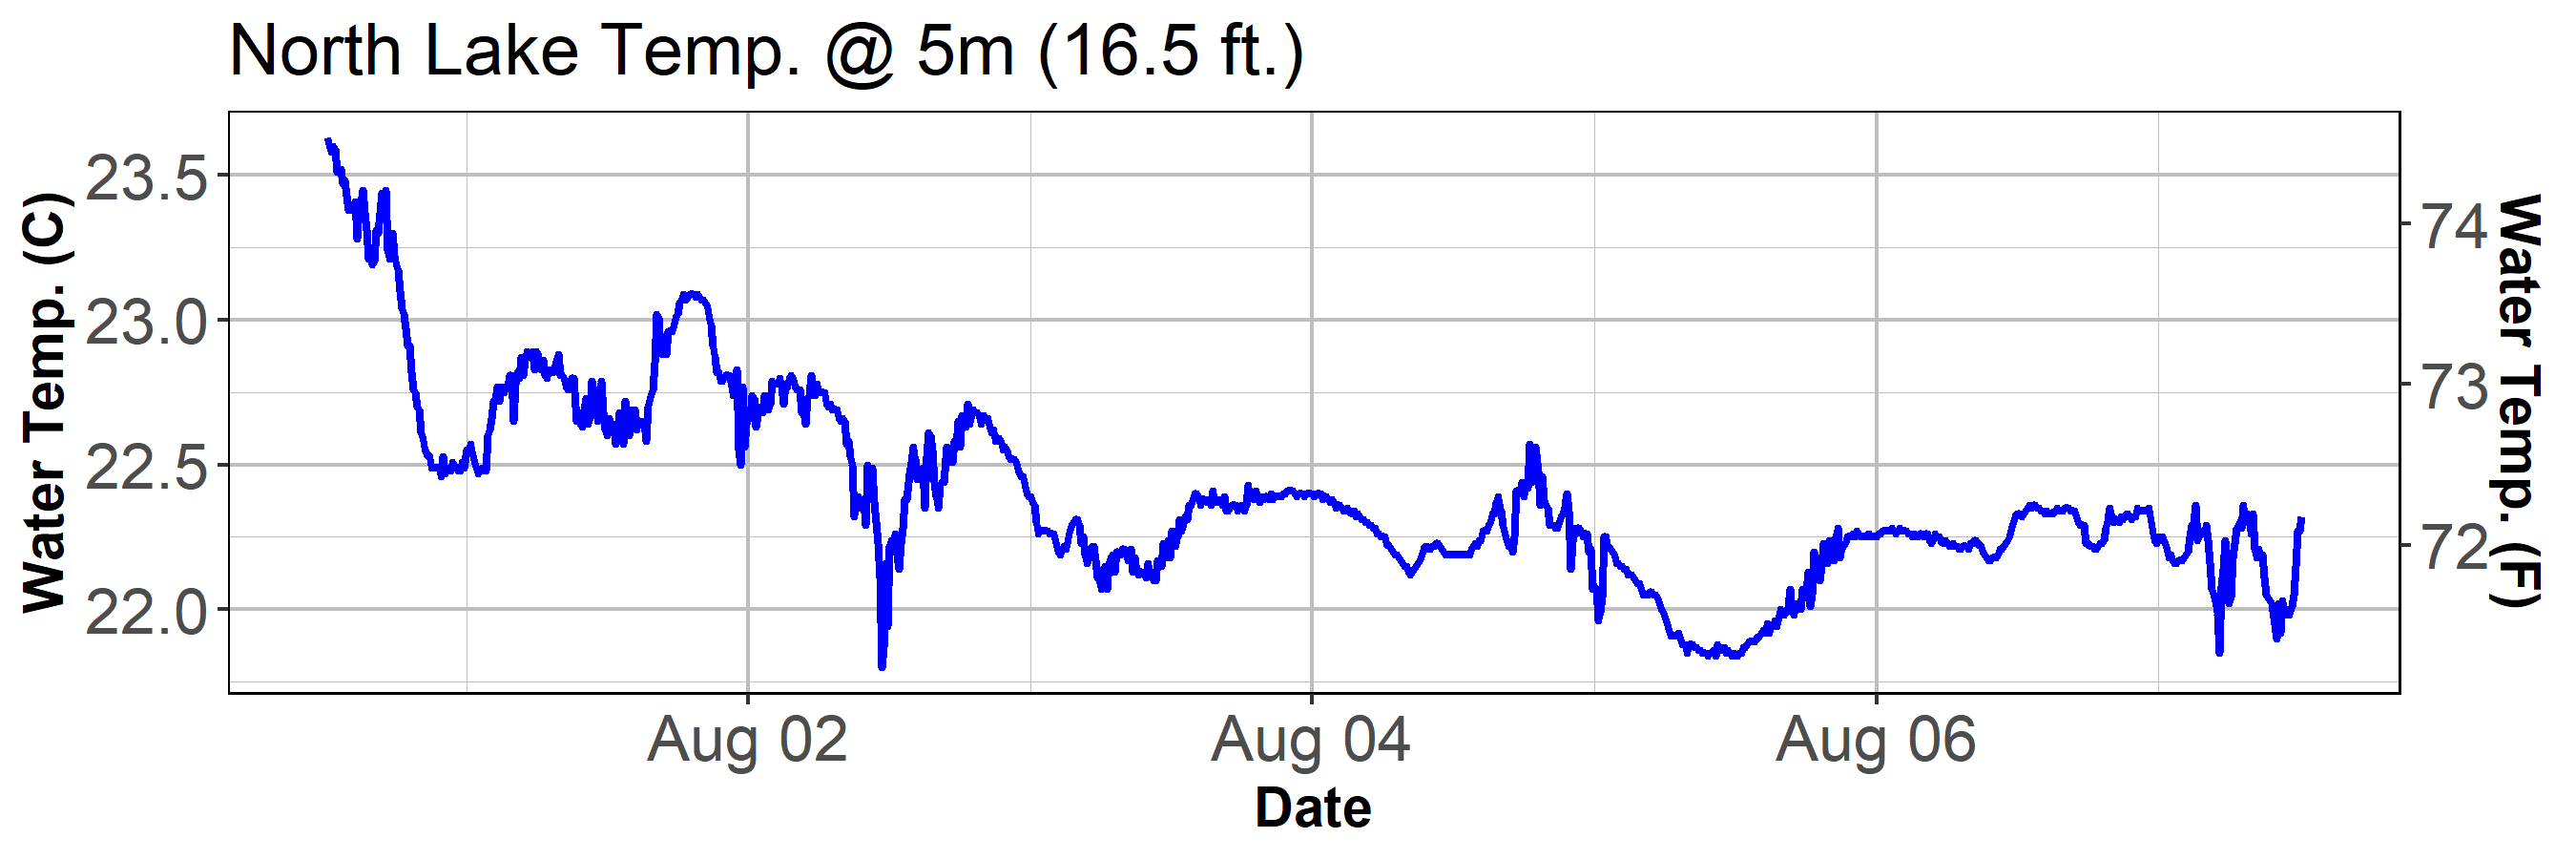 North Lake Temp. @ 5m (16.5 ft.)
Water Temp. (C)
23.5
23.0
22.5
22.0
74
73
72
Water Temp. (F)
Aug 02
Aug 04
Aug 06
Date